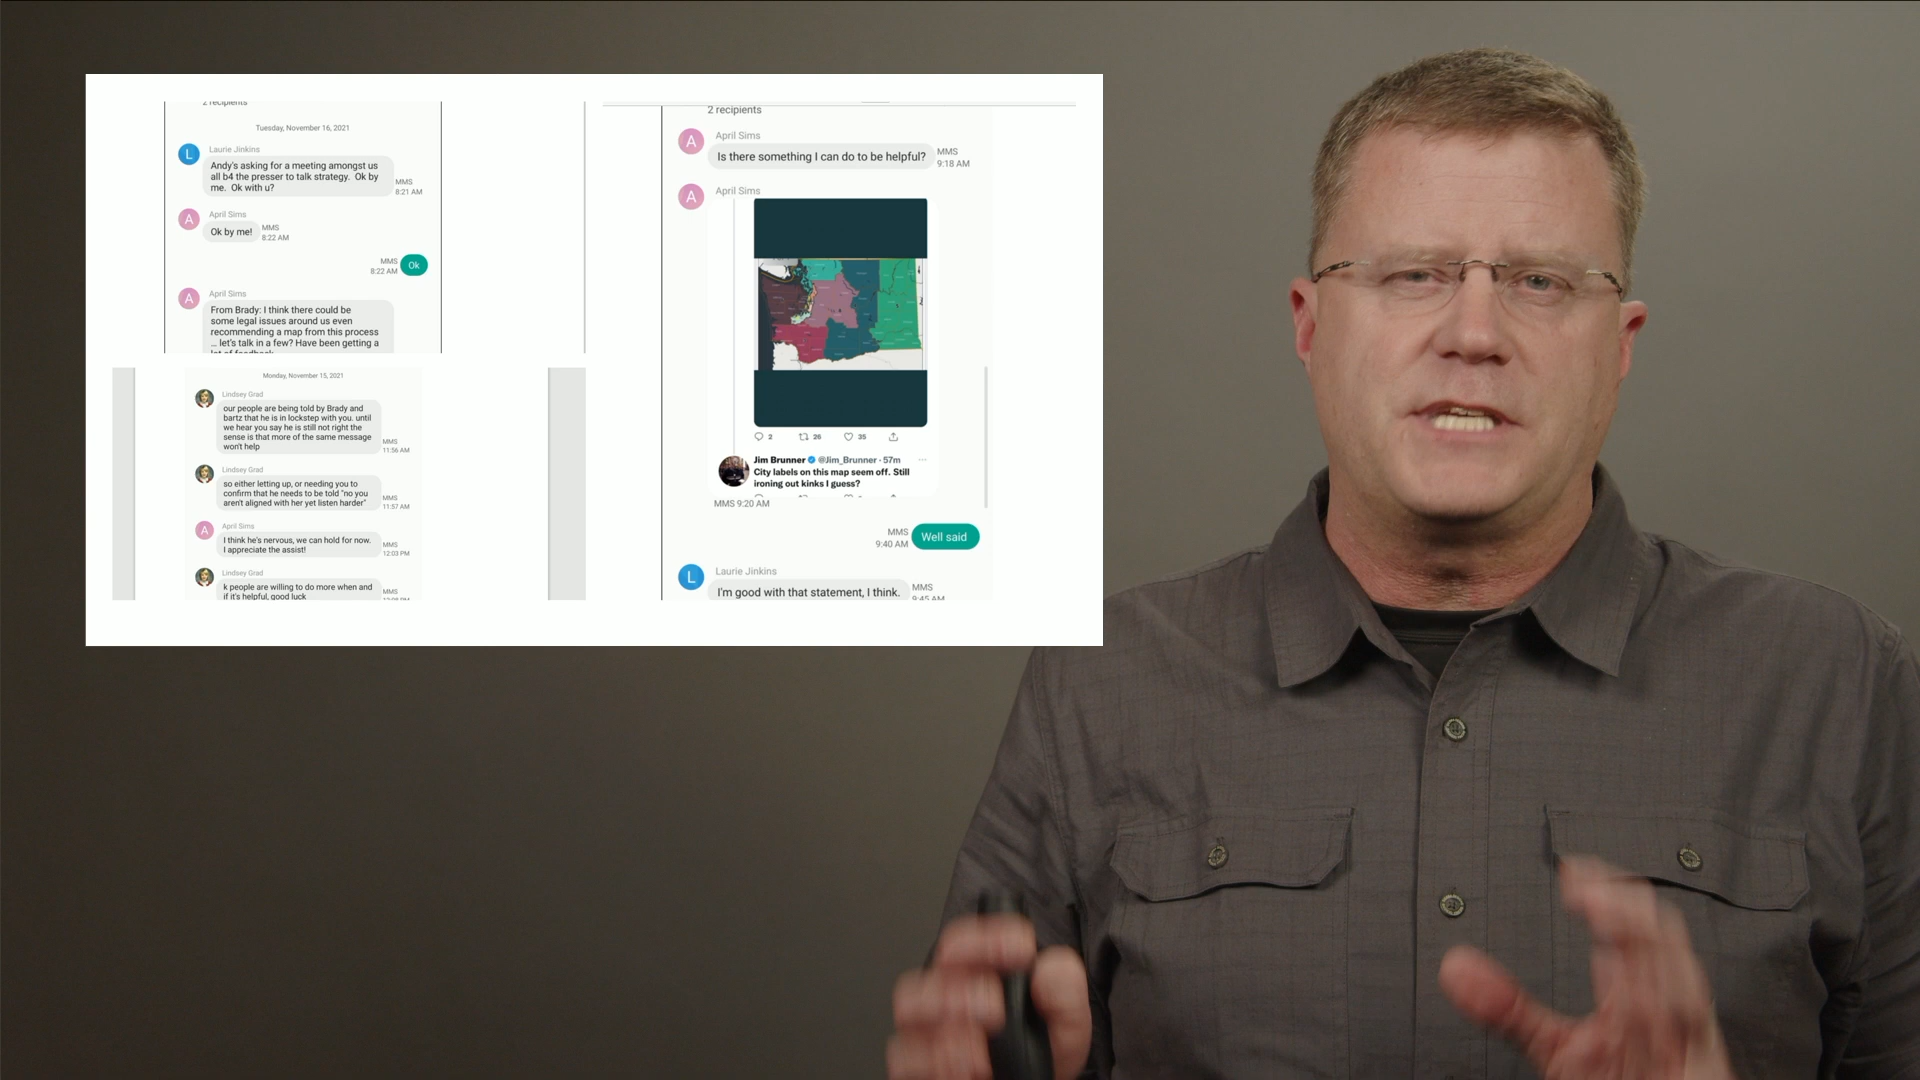 2 recipients
Tuesday, November 16, 2021
L
Laurie Jinkins
Andy's asking for a meeting amongst us
all b4 the presser to talk strategy. Ok by
me. Ok with u?
MMS
8:21 AM
A
April Sims
Ok by me!
MMS
8:22 AM
MMS
8:22 AM
Ok
A
April Sims
From Brady: I think there could be
some legal issues around us even
recommending a map from this process
... let's talk in a few? Have been getting a
lot of feedback
Monday, November 15, 2021
Lindsey Grad
our people are being told by Brady and
bartz that he is in lockstep with you. until
we hear you say he is still not right the
sense is that more of the same message
won't help
MMS
11:56 AM
Lindsey Grad
so either letting up, or needing you to
confirm that he needs to be told "no you
aren't aligned with her yet listen harder"
MMS
11:57 AM
A
April Sims
I think he's nervous, we can hold for now.
I appreciate the assist!
MMS
12:03 PM
Lindsey Grad
k people are willing to do more when and
if it's helpful, good luck
MMS
2 recipients
A
April Sims
Is there something I can do to be helpful?
MMS
9:18 AM
A
April Sims
2
26
35
Jim Brunner @Jim_Brunner · 57m
City labels on this map seem off. Still
ironing out kinks I guess?
MMS 9:20 AM
MMS
9:40 AM
Well said
L
Laurie Jinkins
I'm good with that statement, I think.
MMS
9:45 AM